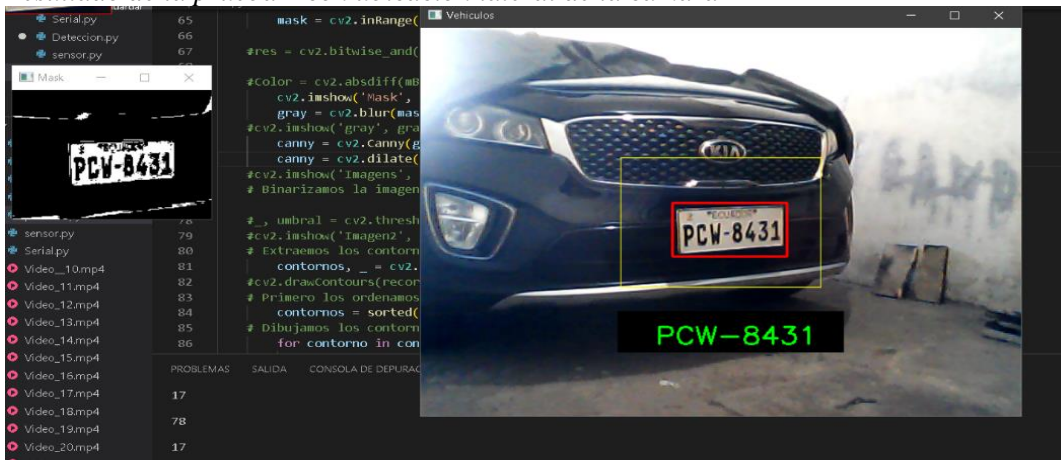 Serial.py
Deteccion.py
sensor.py
Mask
65 mask = cv2.inRange(
66
67 #res = cv2.bitwise_and(
#Color = cv2.absdiff(mB
cv2.imshow('Mask',
gray = cv2.blur(mas
#cv2.imshow('gray', gra
canny = cv2.Canny(g
canny = cv2.dilate(
#cv2.imshow('Imagens',
# Binarizamos la imagen
#_, umbral = cv2.thresh
79 #cv2.imshow('Imagen2',
80 # Extraemos los contorn
81 contornos, _ = cv2.
82 #cv2.drawContours(recor
83 # Primero los ordenamos
84 contornos = sorted(
85 # Dibujamos los contorn
86 for contorno in con
PCW-8431
sensor.py
Serial.py
Video__10.mp4
Video_11.mp4
Video_12.mp4
Video_13.mp4
Video_14.mp4
Video_15.mp4
Video_16.mp4
Video_17.mp4
Video_18.mp4
Video_19.mp4
Video_20.mp4
PROBLEMAS SALIDA CONSOLA DE DEPURAC
17
78
17
Vehiculos
KIA
ECUADOR
PCW-8431
PCW-8431